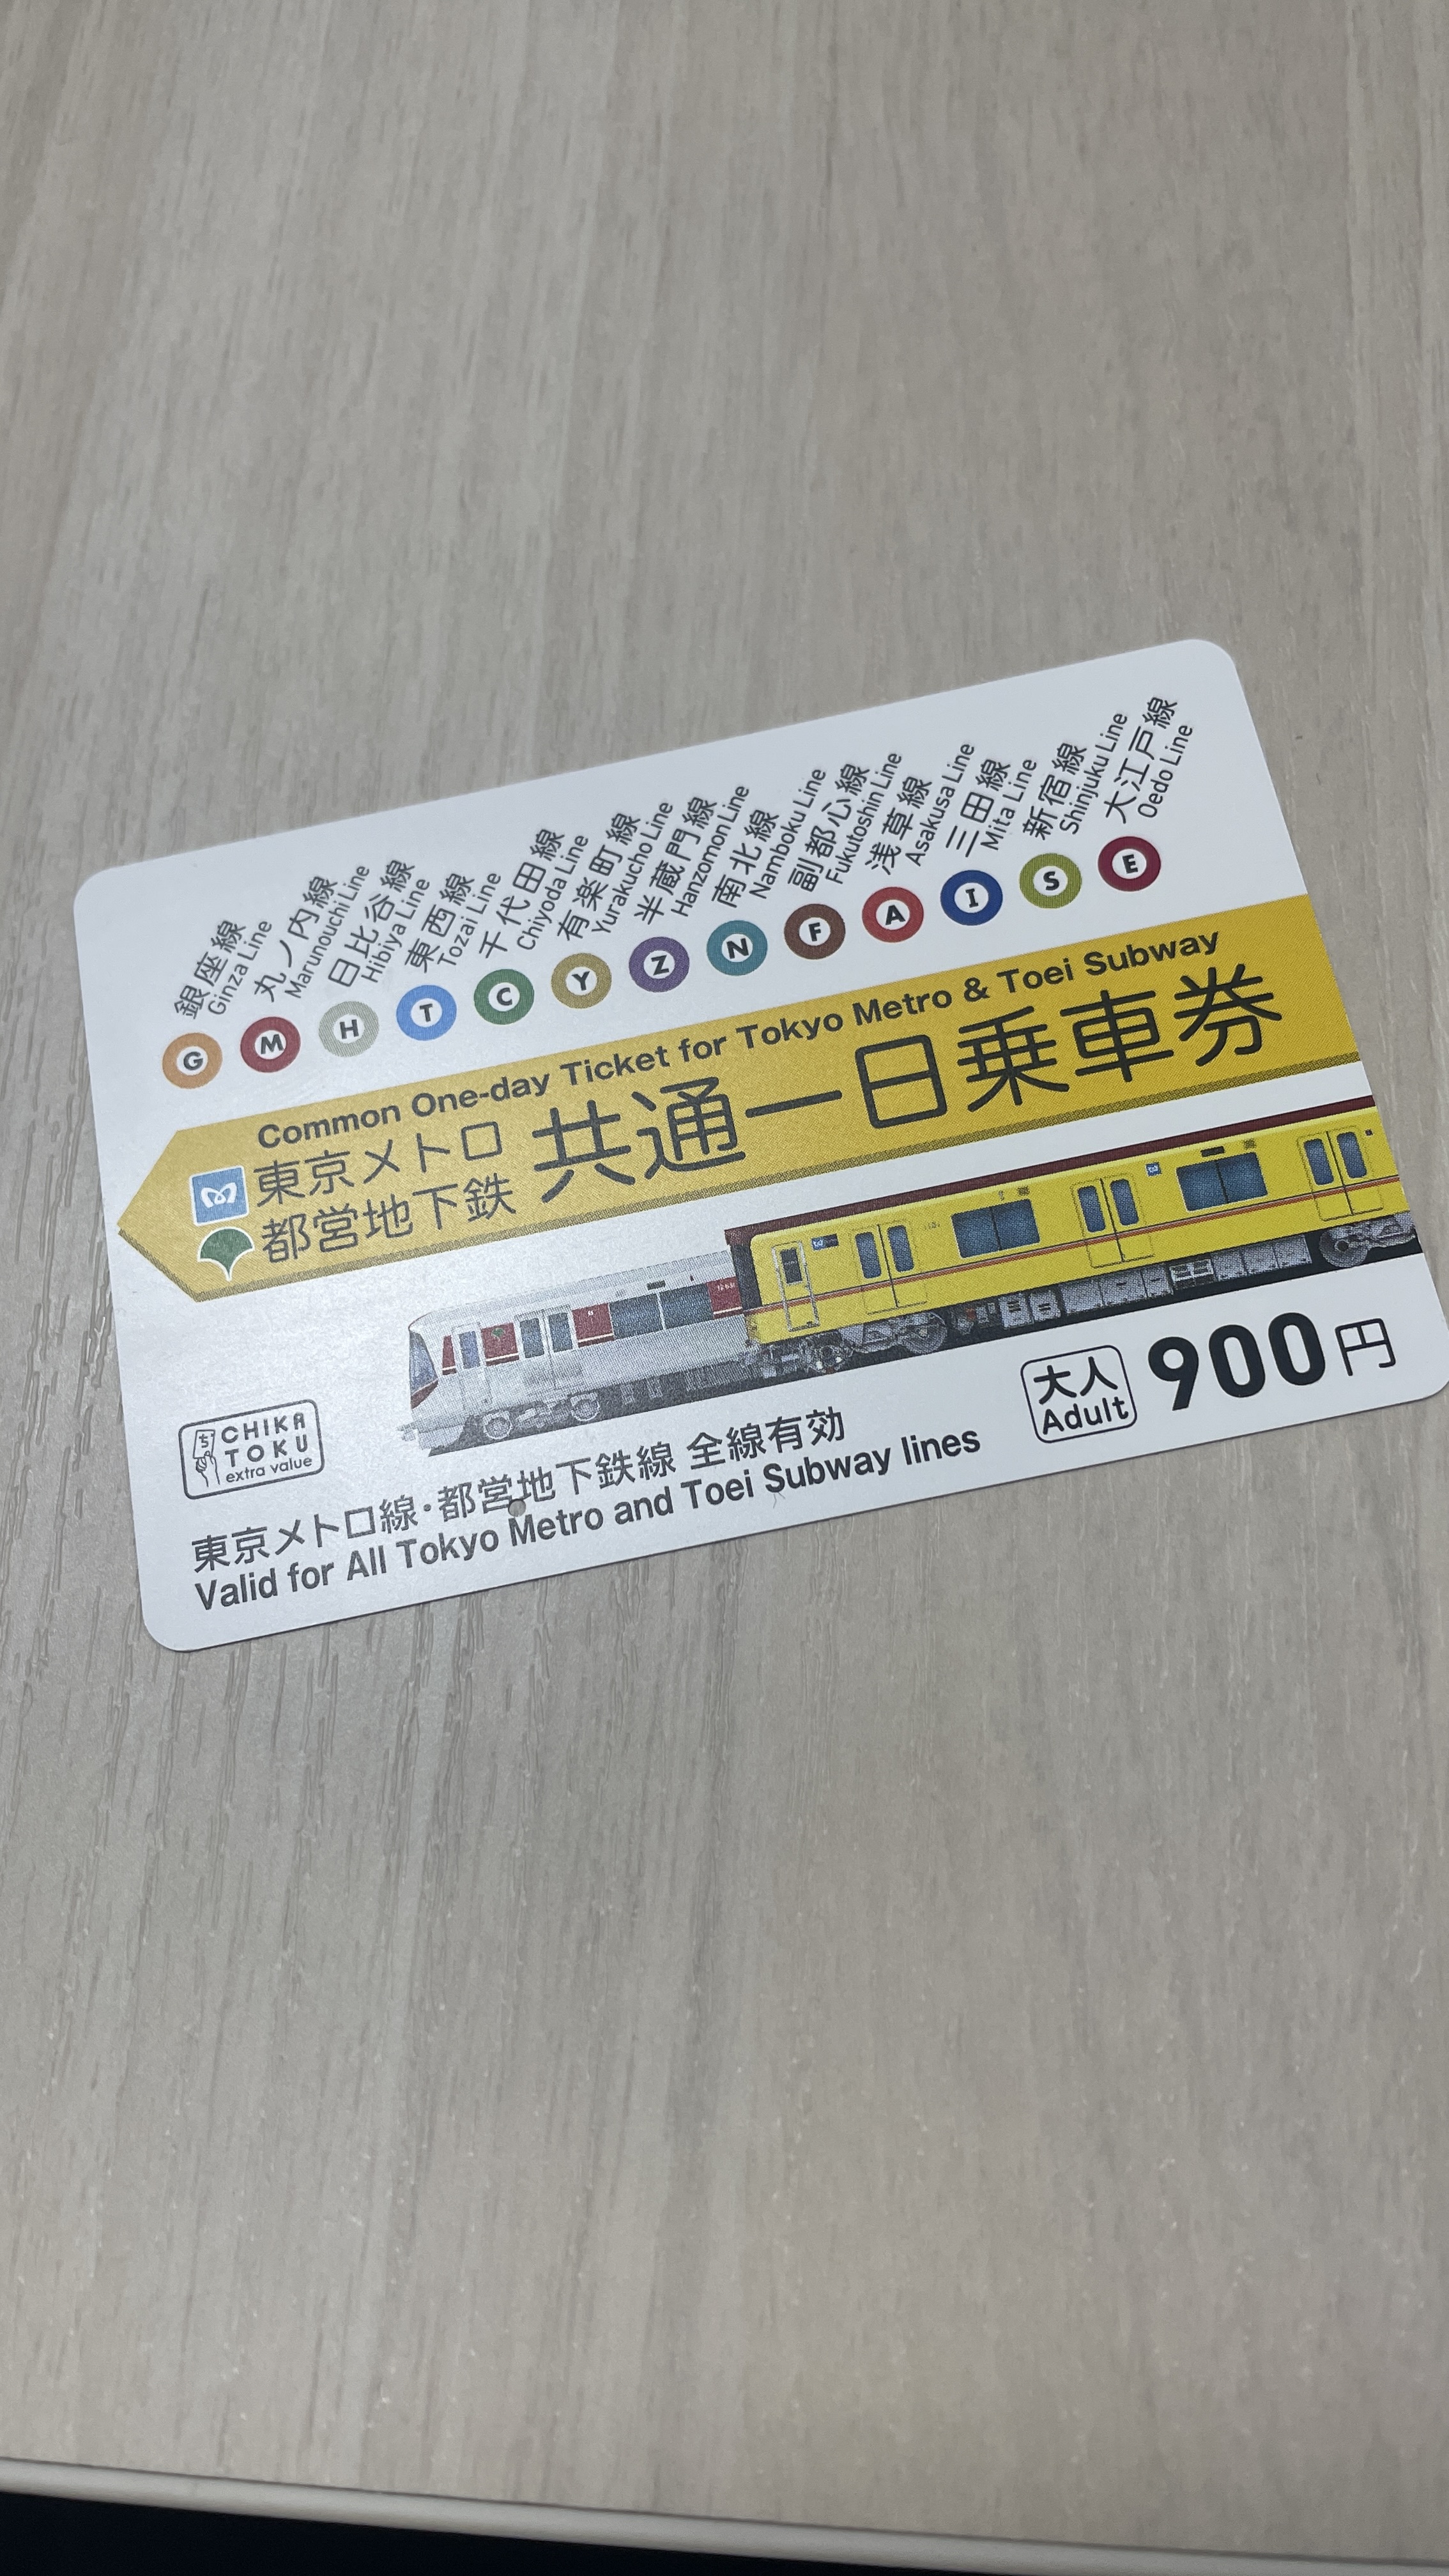 銀座線
Ginza Line
丸ノ内線
Marunouchi Line
日比谷線
Hibiya Line
東西線
Tozai Line
千代田線
Chiyoda Line
有楽町線
Yurakucho Line
半蔵門線
Hanzomon Line
南北線
Namboku Line
副都心線
Fukutoshin Line
浅草線
Asakusa Line
三田線
Mita Line
新宿線
Shinjuku Line
大江戸線
Oedo Line
G M H T C Y Z N F A I S E
Common One-day Ticket for Tokyo Metro & Toei Subway
東京メトロ
都営地下鉄
共通一日乗車券
ち
CHIKA
TOKU
extra value
大人
Adult
900円
東京メトロ線・都営地下鉄線 全線有効
Valid for All Tokyo Metro and Toei Subway lines